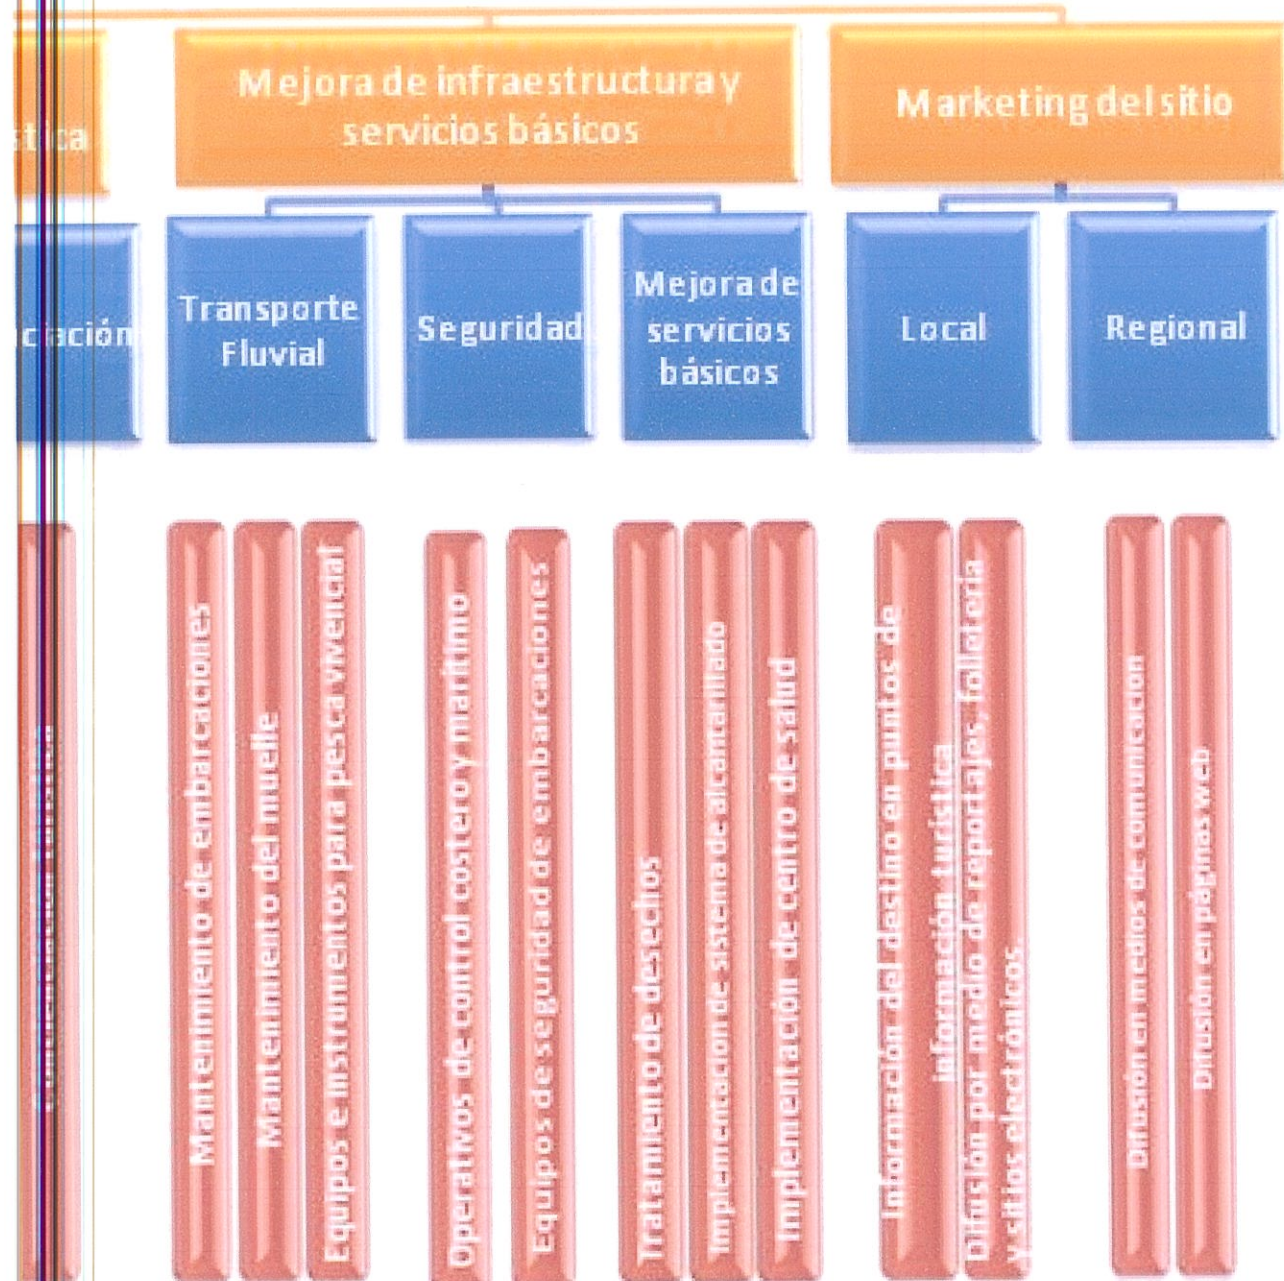 Mejora de infraestructura y
servicios básicos
Marketing del sitio
Transporte
Fluvial
Seguridad
Mejora de
servicios
básicos
Local
Regional
Mantenimiento de embarcaciones
Mantenimiento del muelle
Equipos e instrumentos para pesca vivencial
Operativos de control costero y marítimo
Equipos de seguridad de embarcaciones
Tratamiento de desechos
Implementación de sistema de alcantarillado
Implementación de centro de salud
Información del destino en puntos de
información turística
Difusión por medio de reportajes, folletería
y sitios electrónicos
Difusión en medios de comunicación
Difusión en páginas web